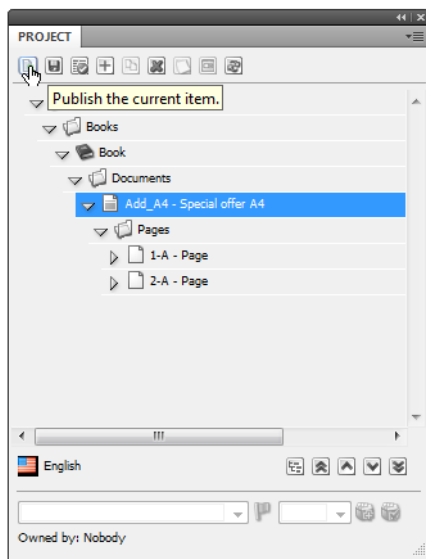 PROJECT
Publish the current item.
Books
Book
Documents
Add_A4 - Special offer A4
Pages
1-A - Page
2-A - Page
English
Owned by: Nobody